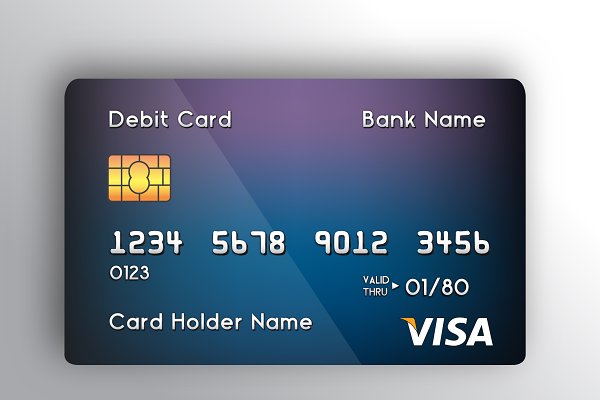 Debit Card Bank Name
1234 5678 9012 3456
0123
VALID THRU 01/80
Card Holder Name
VISA